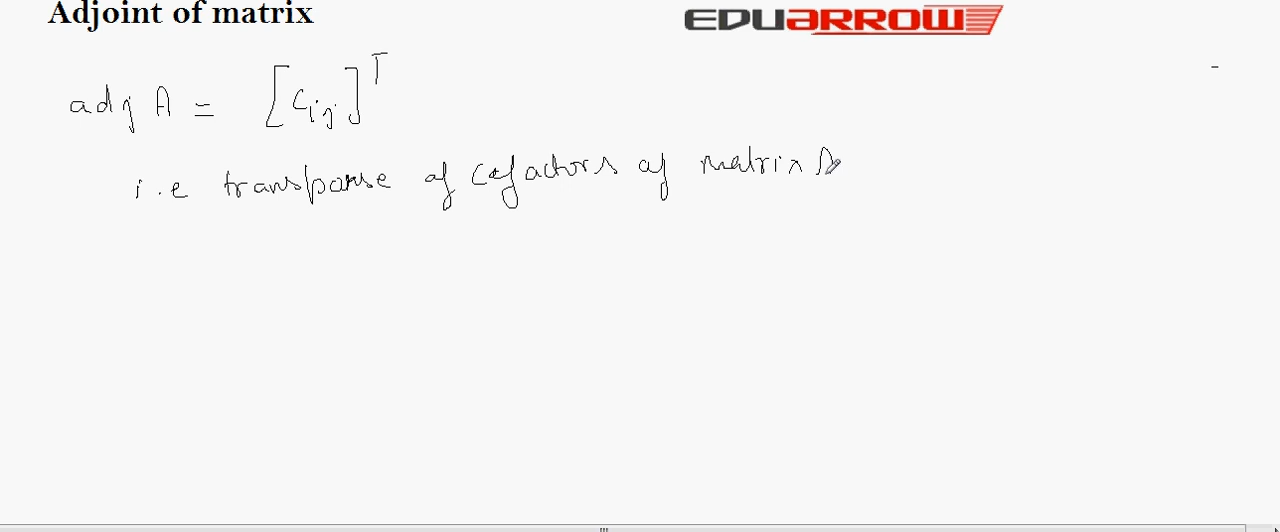 Adjoint of matrix
EDUARROW
adj A = [Cij]^T
i.e transpose of cofactors of matrix A